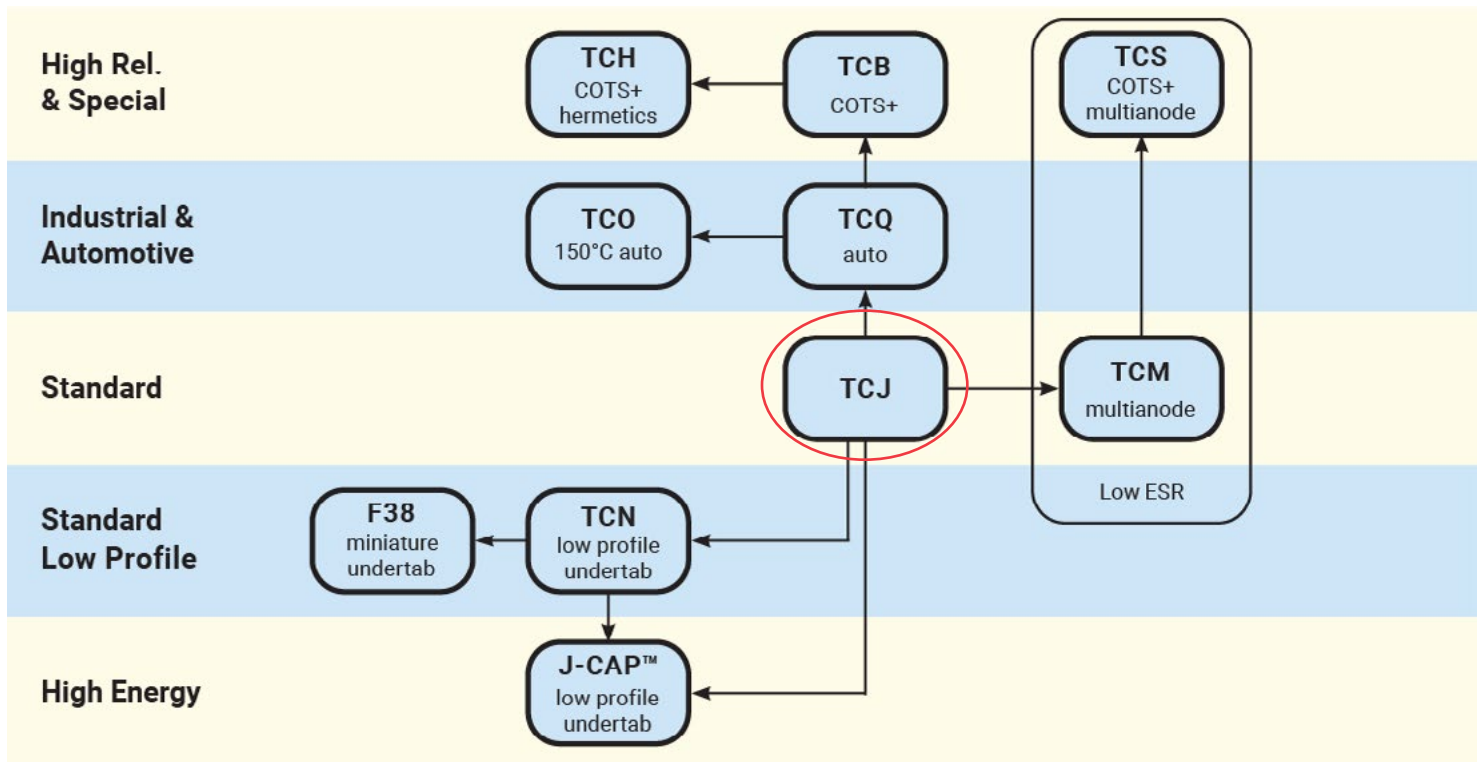 High Rel.
& Special
TCH
COTS+
hermetics
TCB
COTS+
TCS
COTS+
multianode
Industrial &
Automotive
TCO
150°C auto
TCQ
auto
Standard
TCJ
TCM
multianode
Low ESR
Standard
Low Profile
F38
miniature
undertab
TCN
low profile
undertab
High Energy
J-CAP™
low profile
undertab